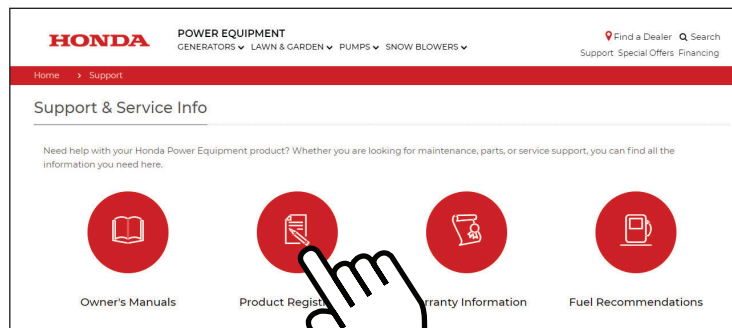 HONDA
POWER EQUIPMENT
GENERATORS LAWN & GARDEN PUMPS SNOW BLOWERS
Find a Dealer Search
Support Special Offers Financing
Home > Support
Support & Service Info
Need help with your Honda Power Equipment product? Whether you are looking for maintenance, parts, or service support, you can find all the
information you need here.
Owner's Manuals Product Information Fuel Recommendations